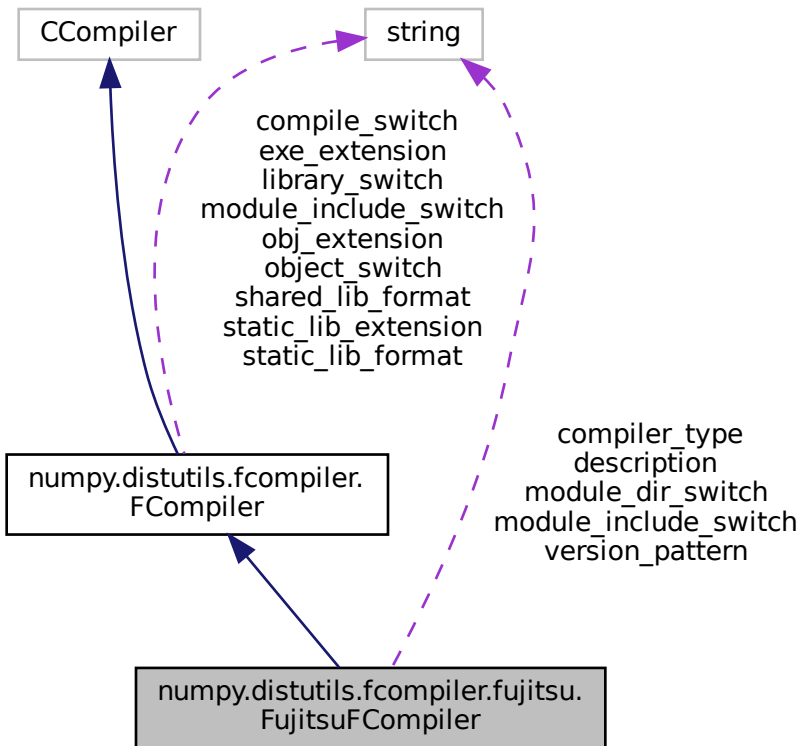 CCompiler
string
compile_switch
exe_extension
library_switch
module_include_switch
obj_extension
object_switch
shared_lib_format
static_lib_extension
static_lib_format
compiler_type
description
module_dir_switch
module_include_switch
version_pattern
numpy.distutils.fcompiler.
FCompiler
numpy.distutils.fcompiler.fujitsu.
FujitsuFCompiler